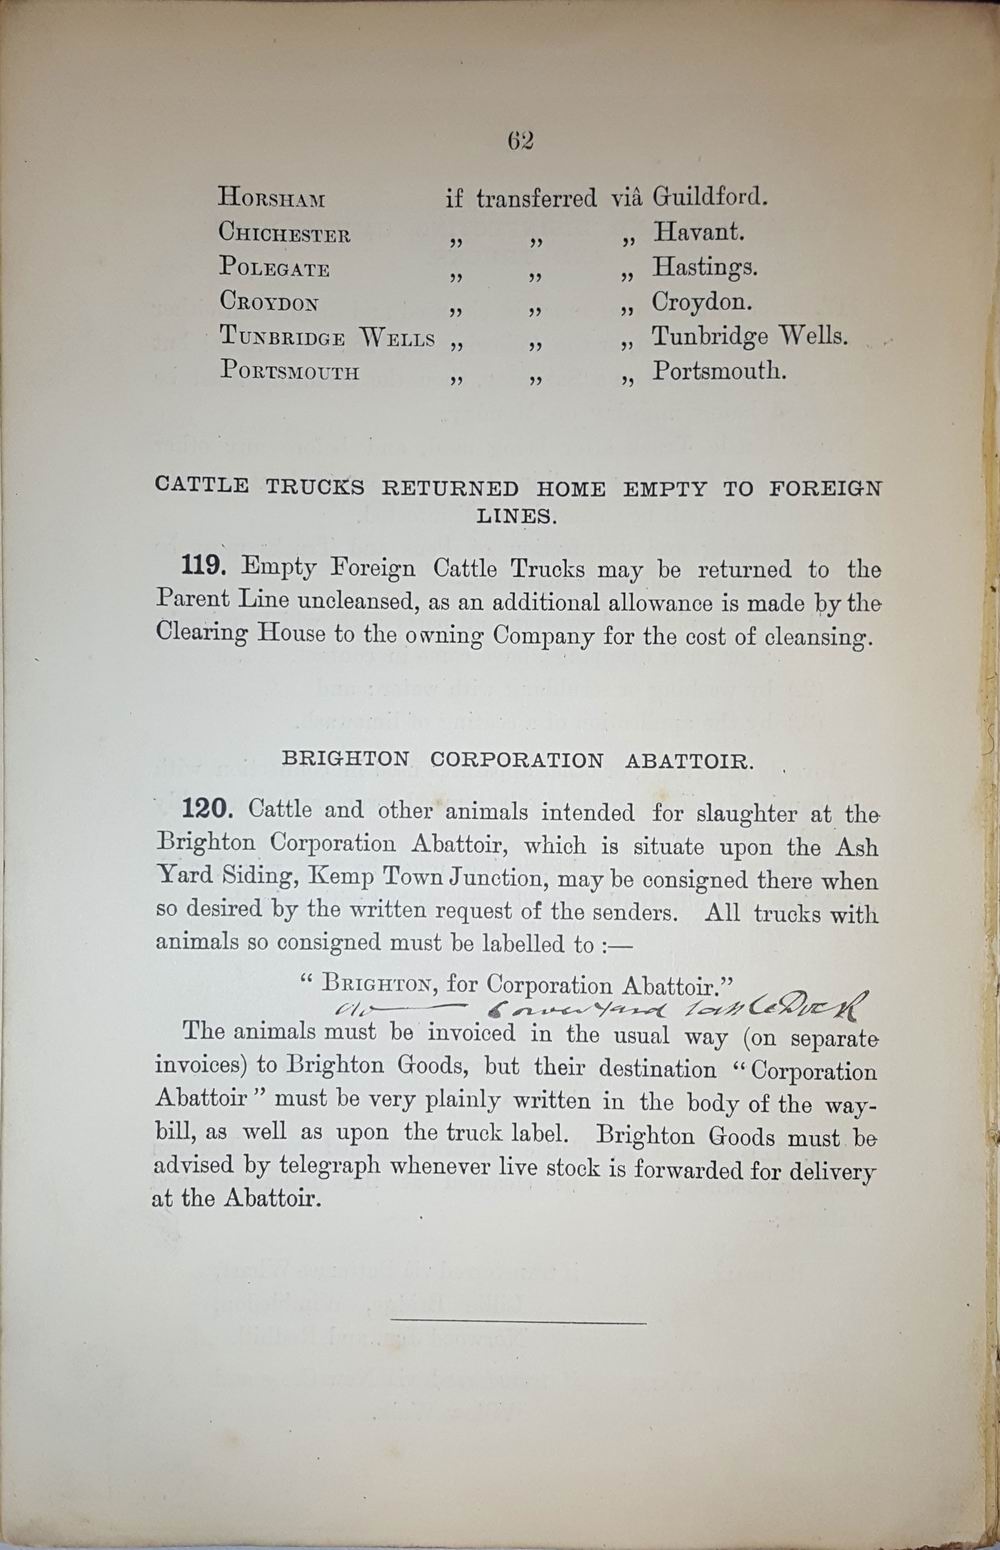 62
HORSHAM if transferred viâ Guildford.
CHICHESTER „ „ „ Havant.
POLEGATE „ „ „ Hastings.
CROYDON „ „ „ Croydon.
TUNBRIDGE WELLS „ „ „ Tunbridge Wells.
PORTSMOUTH „ „ „ Portsmouth.
CATTLE TRUCKS RETURNED HOME EMPTY TO FOREIGN
LINES.
119. Empty Foreign Cattle Trucks may be returned to the
Parent Line uncleansed, as an additional allowance is made by the
Clearing House to the owning Company for the cost of cleansing.
BRIGHTON CORPORATION ABATTOIR.
120. Cattle and other animals intended for slaughter at the
Brighton Corporation Abattoir, which is situate upon the Ash
Yard Siding, Kemp Town Junction, may be consigned there when
so desired by the written request of the senders. All trucks with
animals so consigned must be labelled to :—
“ BRIGHTON, for Corporation Abattoir.”
Do —— Lower Yard Cattle Dock
The animals must be invoiced in the usual way (on separate
invoices) to Brighton Goods, but their destination “ Corporation
Abattoir ” must be very plainly written in the body of the way-
bill, as well as upon the truck label. Brighton Goods must be
advised by telegraph whenever live stock is forwarded for delivery
at the Abattoir.